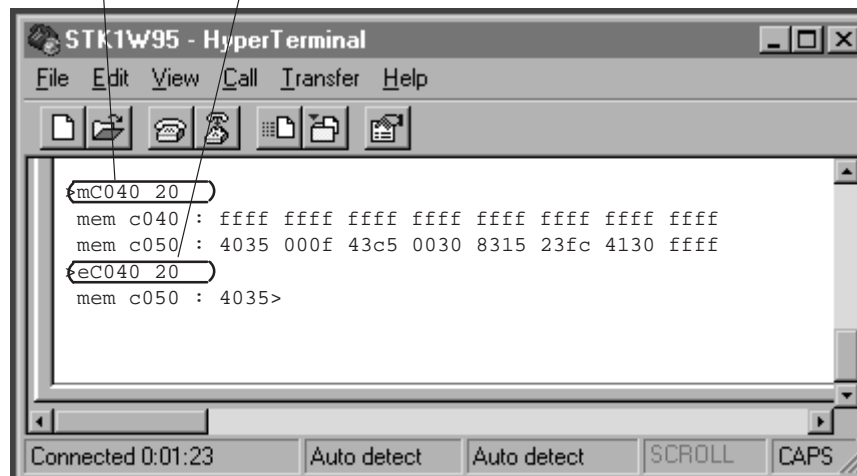 STK1W95 - HyperTerminal
File Edit View Call Transfer Help
>mC040 20
mem c040 : ffff ffff ffff ffff ffff ffff ffff ffff
mem c050 : 4035 000f 43c5 0030 8315 23fc 4130 ffff
>eC040 20
mem c050 : 4035>
Connected 0:01:23 Auto detect Auto detect SCROLL CAPS